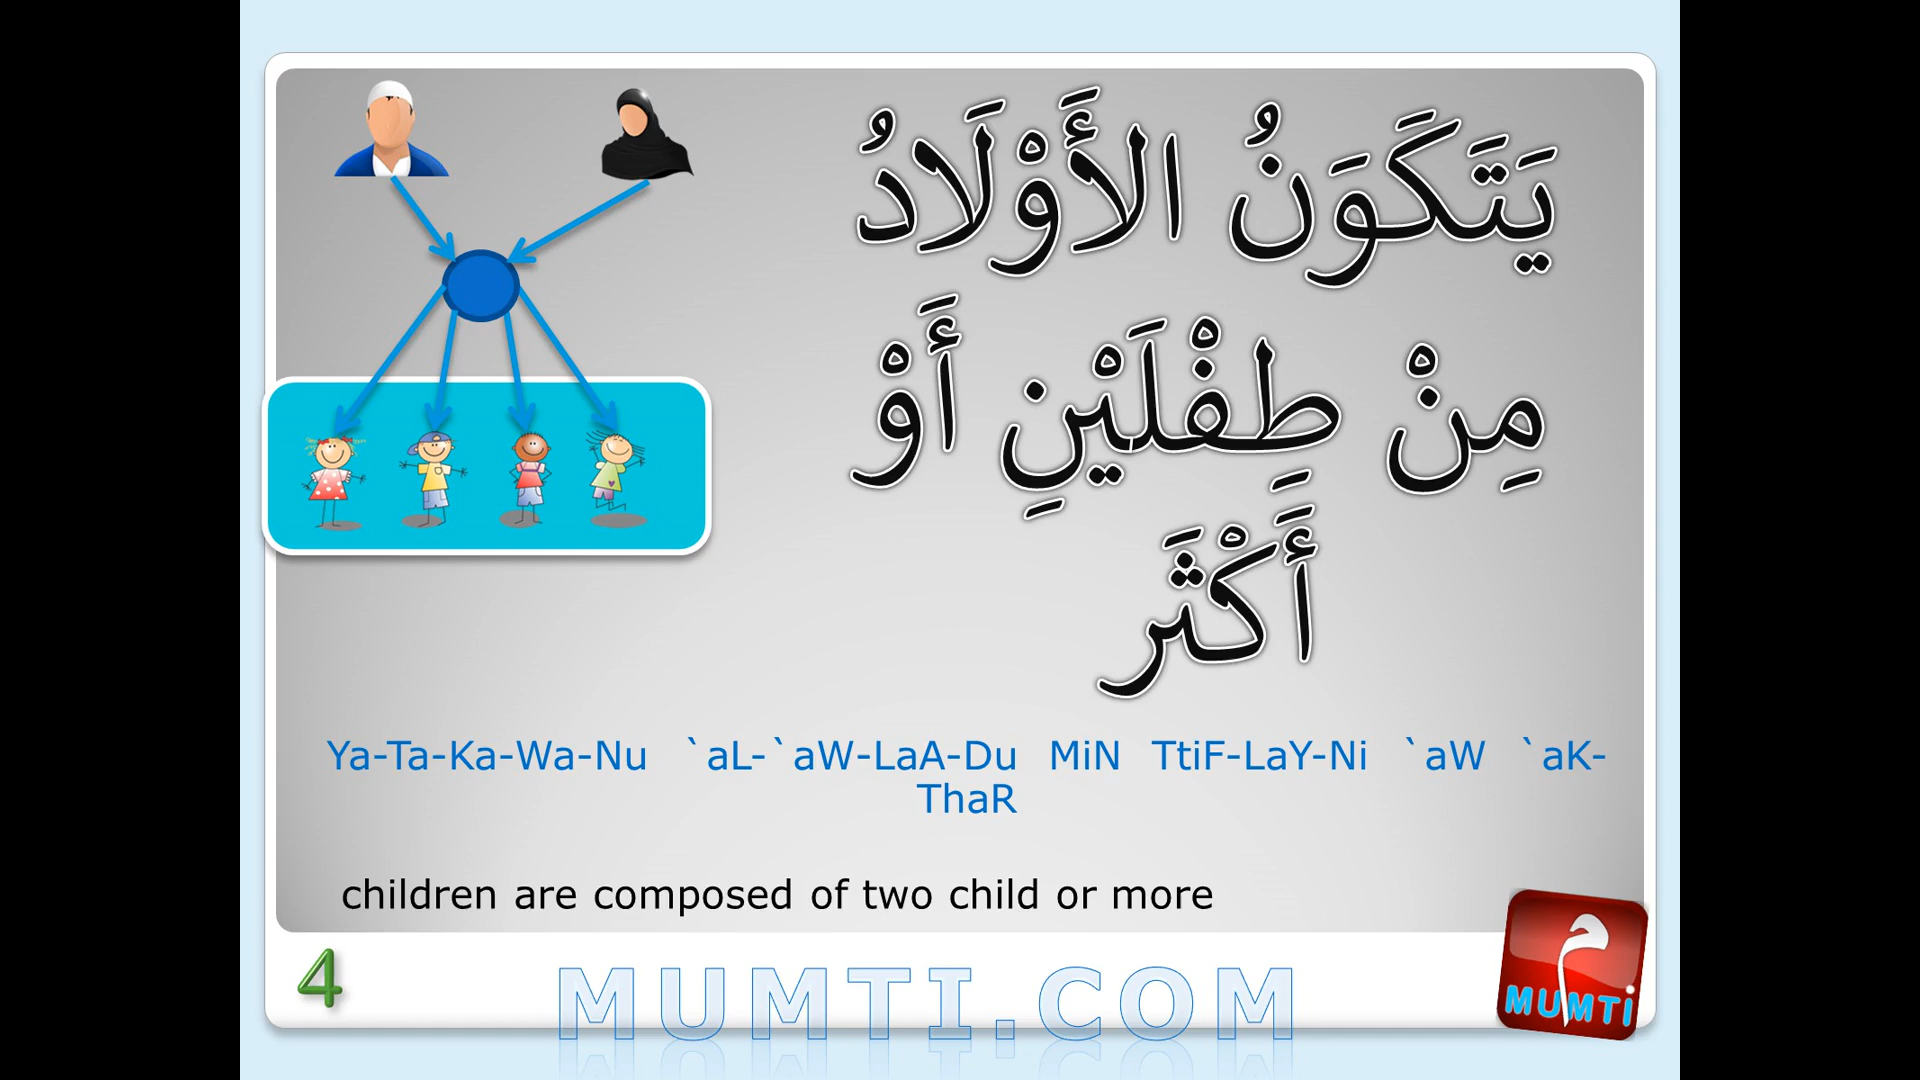 يَتَكَوَنُ الأَوْلَادُ
مِنْ طِفْلَيْنِ أَوْ
أَكْثَر
Ya-Ta-Ka-Wa-Nu `aL-`aW-LaA-Du MiN TtiF-LaY-Ni `aW `aK-
ThaR
children are composed of two child or more
4
MUMTI.COM
م
MUMTi